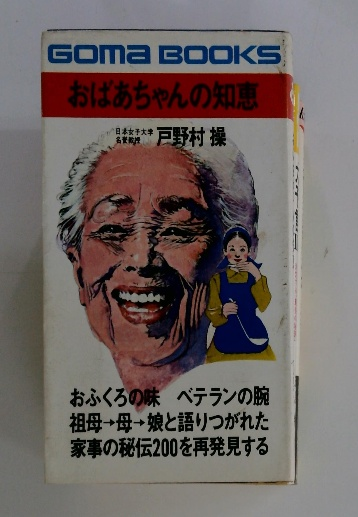 GOMA BOOKS
おばあちゃんの知恵
日本女子大学
名誉教授
戸野村 操
おふくろの味 ベテランの腕
祖母→母→娘と語りつがれた
家事の秘伝200を再発見する